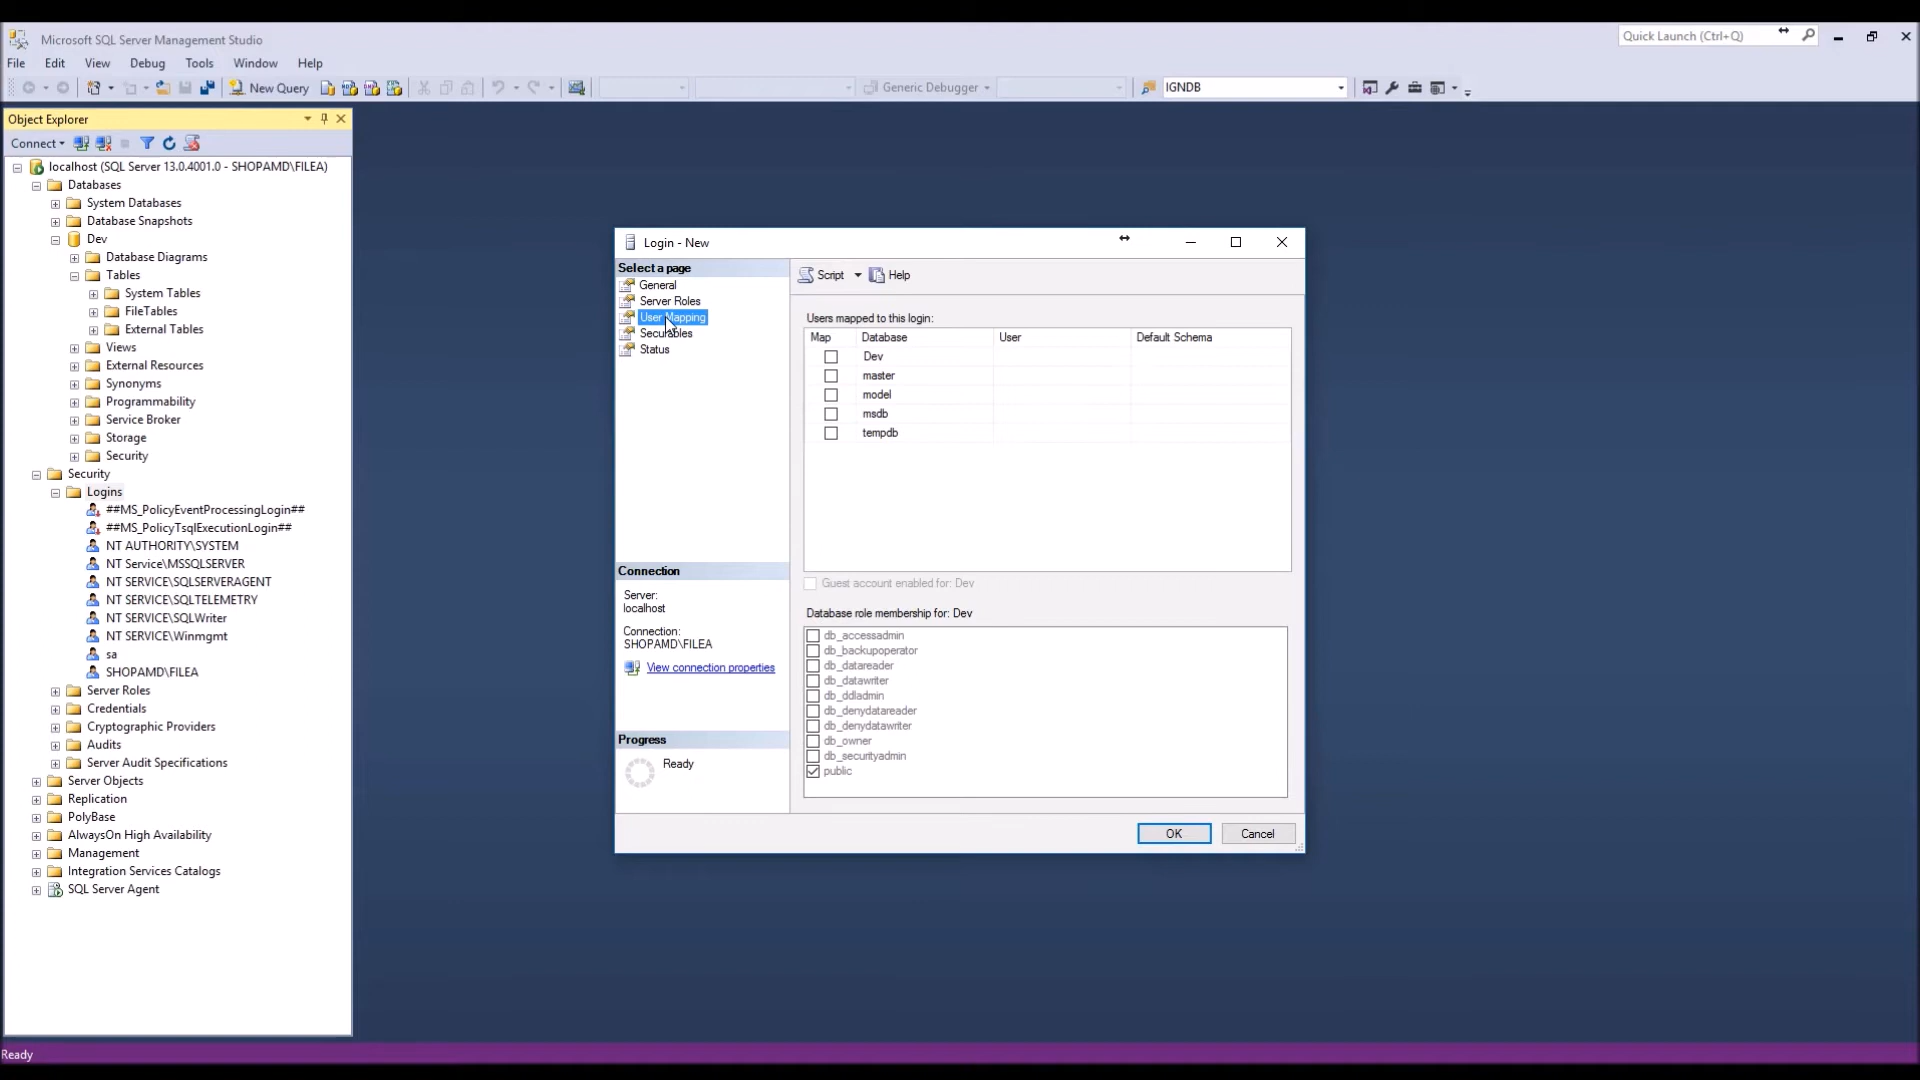 Microsoft SQL Server Management Studio
Quick Launch (Ctrl+Q)
File Edit View Debug Tools Window Help
New Query
Generic Debugger
IGNDB
Object Explorer
Connect
localhost (SQL Server 13.0.4001.0 - SHOPAMD\FILEA)
Databases
System Databases
Database Snapshots
Dev
Database Diagrams
Tables
System Tables
FileTables
External Tables
Views
External Resources
Synonyms
Programmability
Service Broker
Storage
Security
Security
Logins
##MS_PolicyEventProcessingLogin##
##MS_PolicyTsqlExecutionLogin##
NT AUTHORITY\SYSTEM
NT Service\MSSQLSERVER
NT SERVICE\SQLSERVERAGENT
NT SERVICE\SQLTELEMETRY
NT SERVICE\SQLWriter
NT SERVICE\Winmgmt
sa
SHOPAMD\FILEA
Server Roles
Credentials
Cryptographic Providers
Audits
Server Audit Specifications
Server Objects
Replication
PolyBase
AlwaysOn High Availability
Management
Integration Services Catalogs
SQL Server Agent
Login - New
Select a page
General
Server Roles
User Mapping
Securables
Status
Connection
Server:
localhost
Connection:
SHOPAMD\FILEA
View connection properties
Progress
Ready
Script Help
Users mapped to this login:
Map Database User Default Schema
Dev
master
model
msdb
tempdb
Guest account enabled for: Dev
Database role membership for: Dev
db_accessadmin
db_backupoperator
db_datareader
db_datawriter
db_ddladmin
db_denydatareader
db_denydatawriter
db_owner
db_securityadmin
public
OK Cancel
Ready